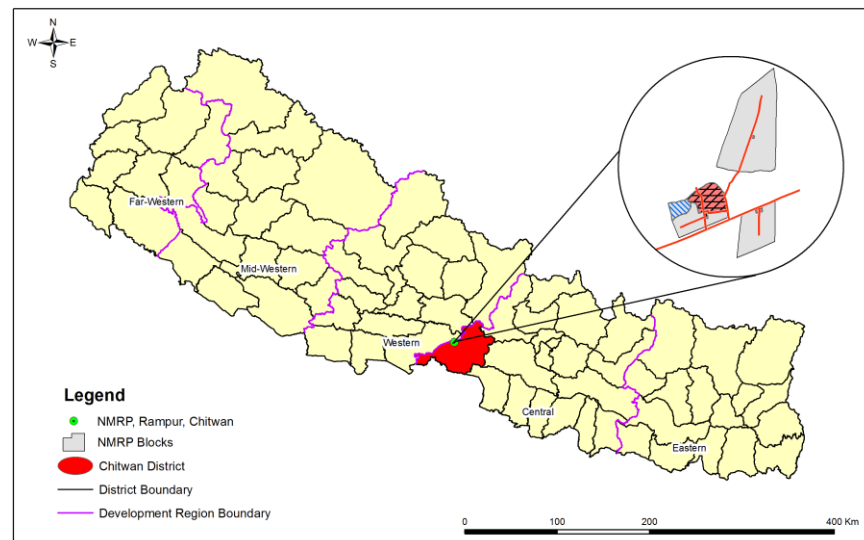 N
W E
S
Far-Western
Mid-Western
Western
Central
Eastern
Legend
NMRP, Rampur, Chitwan
NMRP Blocks
Chitwan District
District Boundary
Development Region Boundary
0 100 200 400 Km